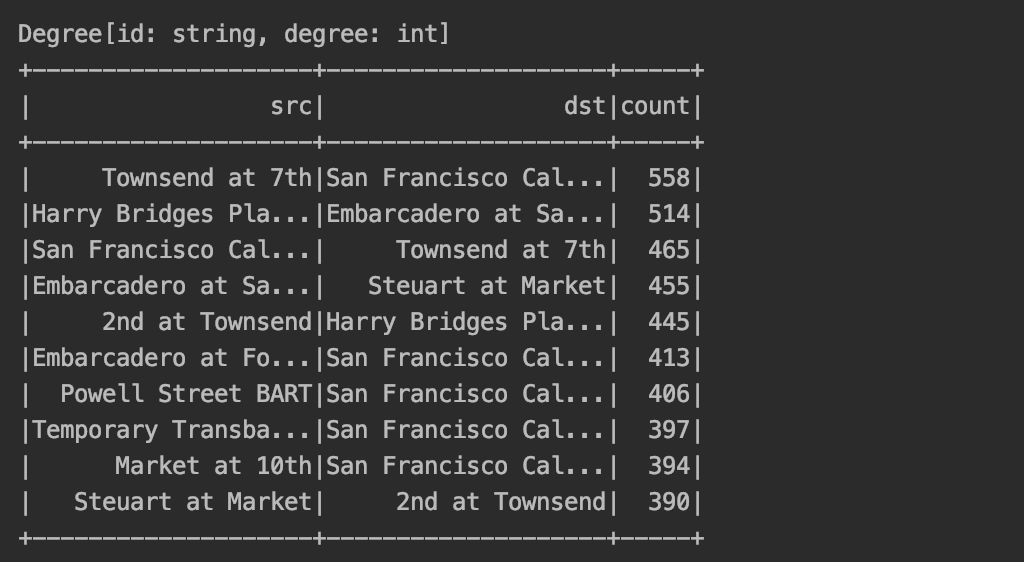 Degree[id: string, degree: int]
+--------------------+--------------------+-----+
|                 src|                 dst|count|
+--------------------+--------------------+-----+
|     Townsend at 7th|San Francisco Cal...|  558|
|Harry Bridges Pla...|Embarcadero at Sa...|  514|
|San Francisco Cal...|     Townsend at 7th|  465|
|Embarcadero at Sa...|   Steuart at Market|  455|
|     2nd at Townsend|Harry Bridges Pla...|  445|
|Embarcadero at Fo...|San Francisco Cal...|  413|
|  Powell Street BART|San Francisco Cal...|  406|
|Temporary Transba...|San Francisco Cal...|  397|
|      Market at 10th|San Francisco Cal...|  394|
|   Steuart at Market|     2nd at Townsend|  390|
+--------------------+--------------------+-----+